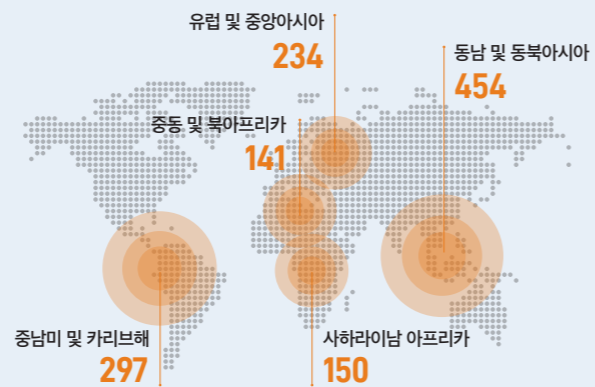 유럽 및 중앙아시아
234
동남 및 동북아시아
454
중동 및 북아프리카
141
중남미 및 카리브해
297
사하라이남 아프리카
150